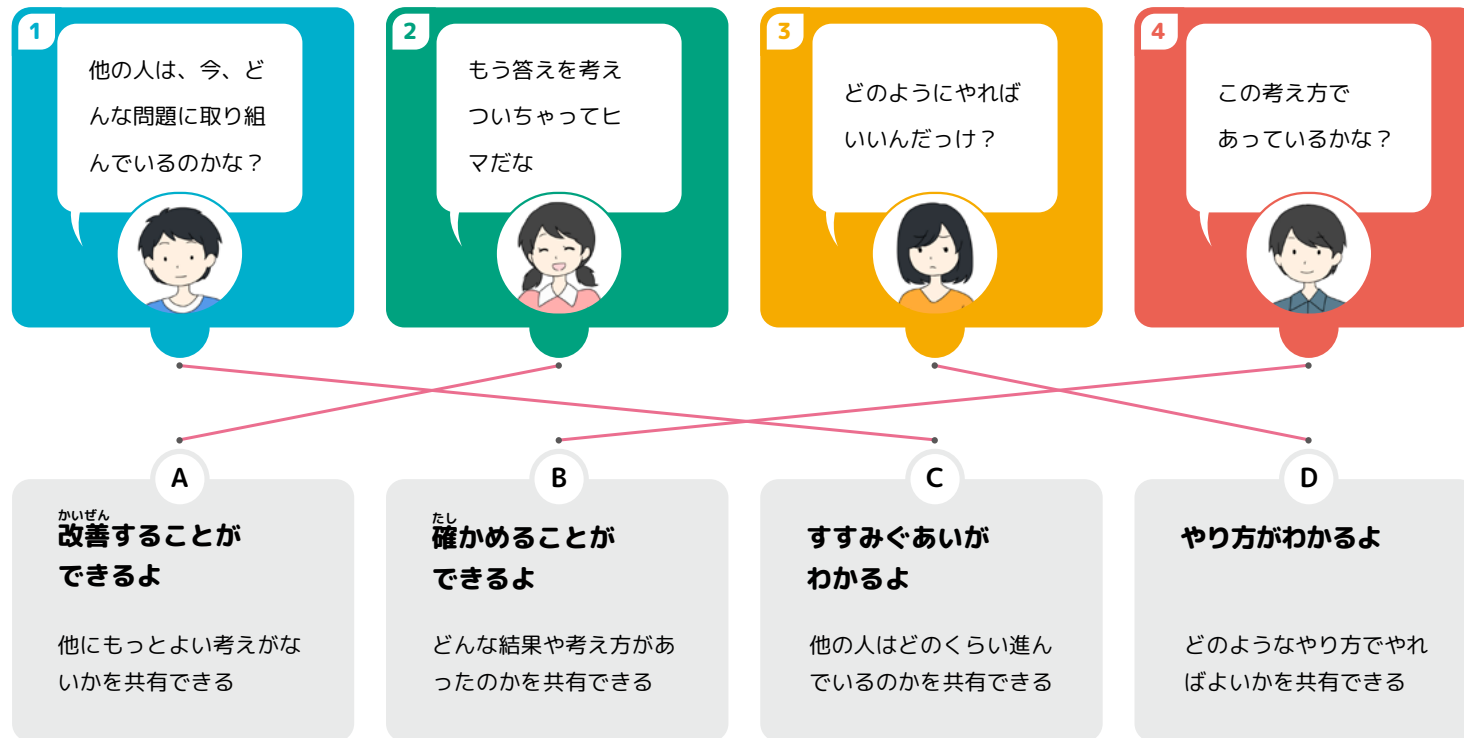 1
他の人は、今、ど
んな問題に取り組
んでいるのかな？
2
もう答えを考え
ついちゃってヒ
マだな
3
どのようにやれば
いいんだっけ？
4
この考え方で
あっているかな？
A
かいぜん
改善することが
できるよ
他にもっとよい考えがな
いかを共有できる
B
たし
確かめることが
できるよ
どんな結果や考え方があ
ったのかを共有できる
C
すすみぐあいが
わかるよ
他の人はどのくらい進ん
でいるのかを共有できる
D
やり方がわかるよ
どのようなやり方でやれ
ばよいかを共有できる